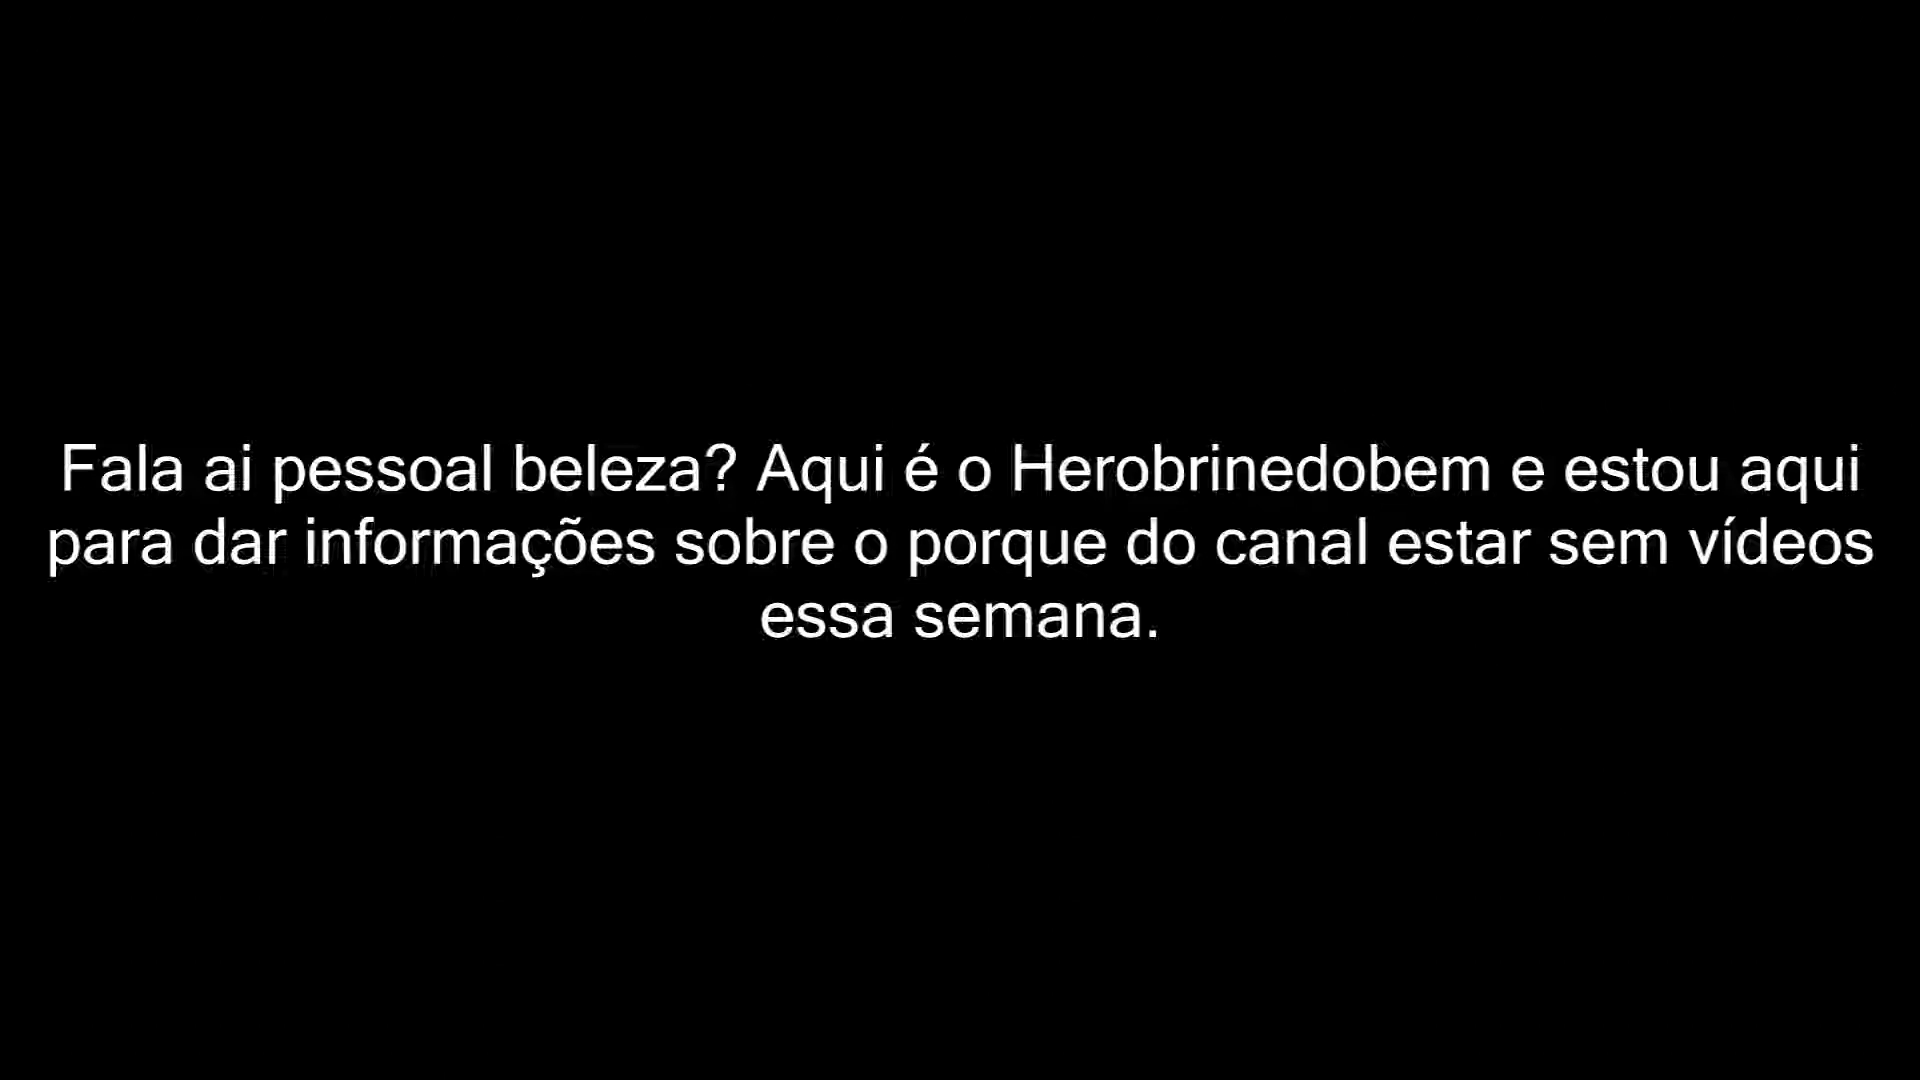 Fala ai pessoal beleza? Aqui é o Herobrinedobem e estou aqui
para dar informações sobre o porque do canal estar sem vídeos
essa semana.